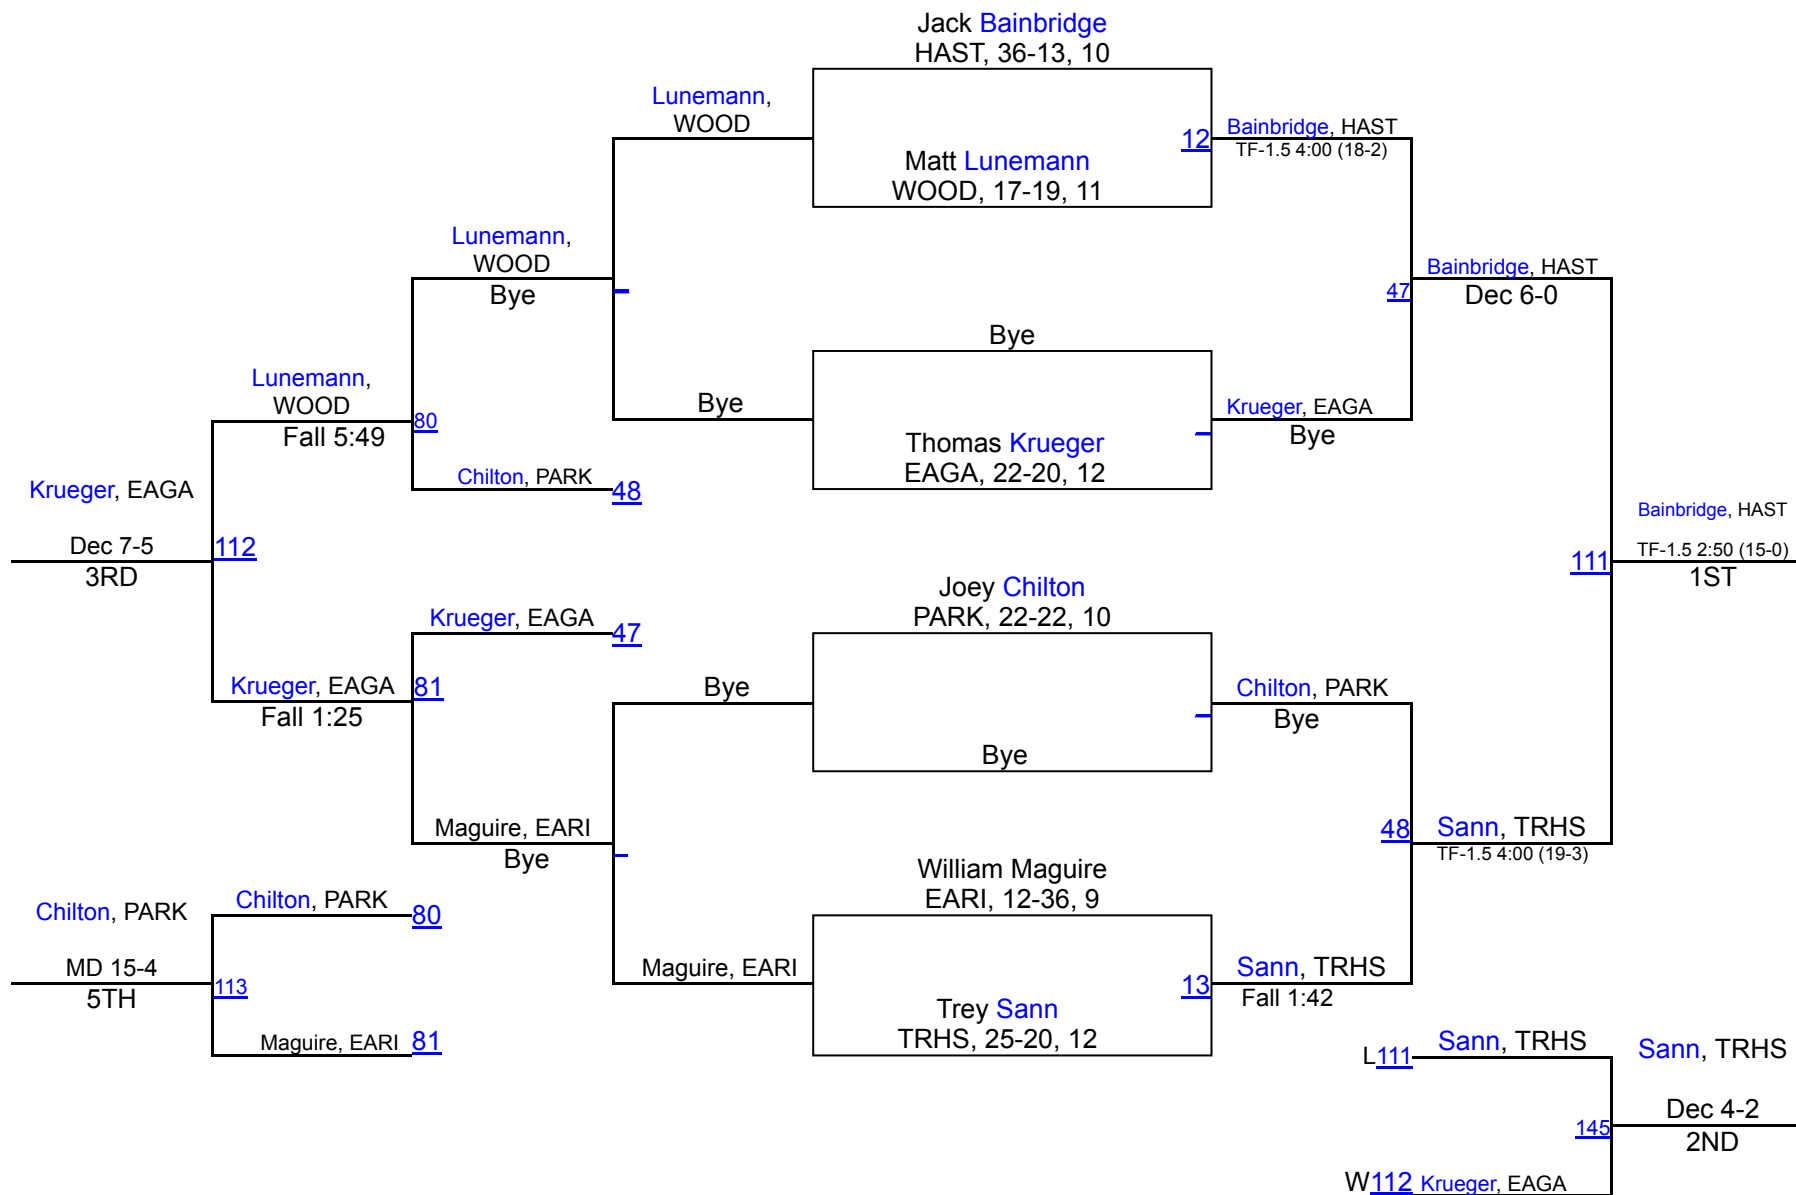 Jack Bainbridge
HAST, 36-13, 10
Lunemann,
WOOD
12
Bainbridge, HAST
TF-1.5 4:00 (18-2)
Matt Lunemann
WOOD, 17-19, 11
Lunemann,
WOOD
Bye
Bainbridge, HAST
47
Dec 6-0
Bye
Lunemann,
WOOD
80
Fall 5:49
Bye
Krueger, EAGA
Bye
Thomas Krueger
EAGA, 22-20, 12
Chilton, PARK
48
Krueger, EAGA
Dec 7-5
112
3RD
Bainbridge, HAST
TF-1.5 2:50 (15-0)
111
1ST
Joey Chilton
PARK, 22-22, 10
Krueger, EAGA
47
Krueger, EAGA
81
Fall 1:25
Bye
Chilton, PARK
Bye
Bye
Maguire, EARI
Bye
48
Sann, TRHS
TF-1.5 4:00 (19-3)
William Maguire
EARI, 12-36, 9
Chilton, PARK
Chilton, PARK
80
MD 15-4
113
5TH
Maguire, EARI
13
Sann, TRHS
Fall 1:42
Trey Sann
TRHS, 25-20, 12
Maguire, EARI
81
L111
Sann, TRHS
Sann, TRHS
Dec 4-2
145
2ND
W112 Krueger, EAGA